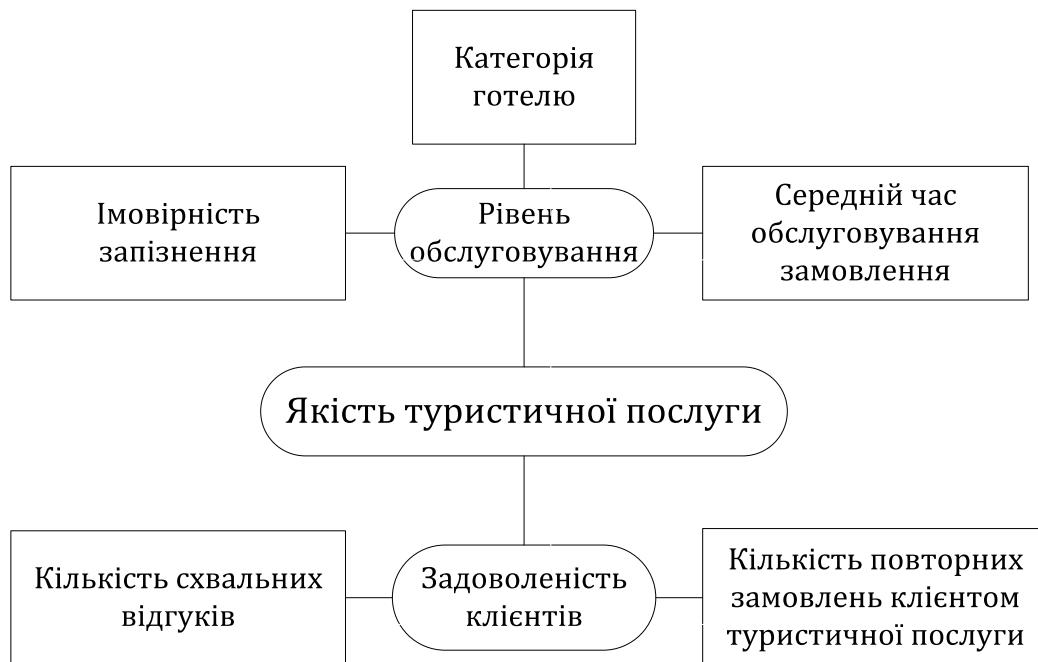 Категорія
готелю
Імовірність
запізнення
Рівень
обслуговування
Середній час
обслуговування
замовлення
Якість туристичної послуги
Кількість схвальних
відгуків
Задоволеність
клієнтів
Кількість повторних
замовлень клієнтом
туристичної послуги